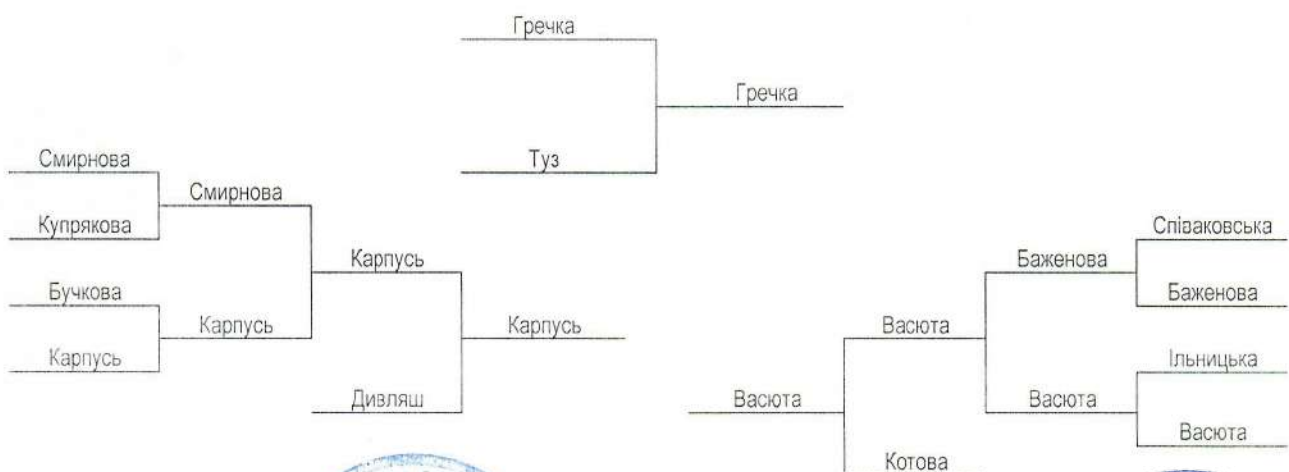 Гречка
Гречка
Туз
Смирнова
Смирнова
Купрякова
Співаковська
Карпусь
Баженова
Бучкова
Баженова
Карпусь
Карпусь
Васюта
Карпусь
Ільницька
Дивляш
Васюта
Васюта
Васюта
Котова